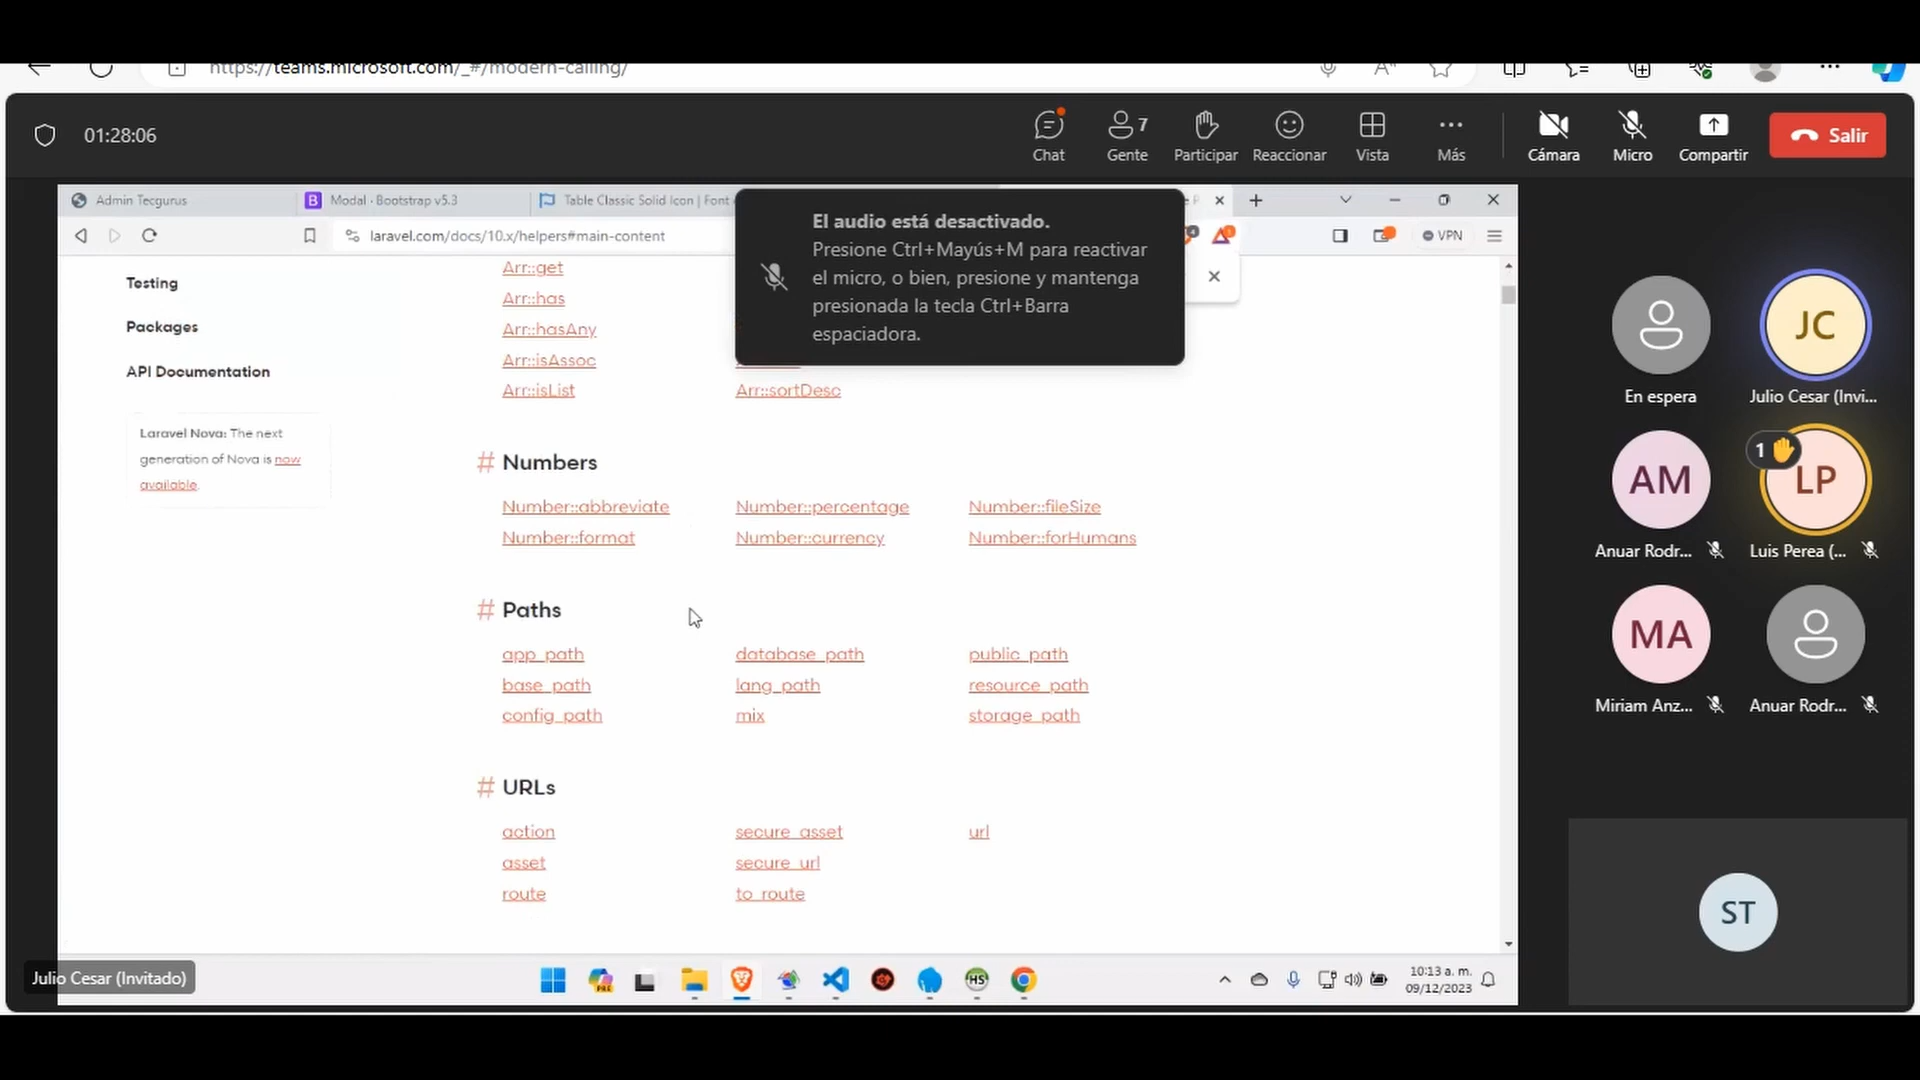 https://teams.microsoft.com/_#/modern-calling/
01:28:06
Chat
Gente
7
Participar
Reaccionar
Vista
Más
Cámara
Micro
Compartir
Salir
Admin Tecgurus
B Modal · Bootstrap v5.3
Table Classic Solid Icon | Font
laravel.com/docs/10.x/helpers#main-content
VPN
El audio está desactivado.
Presione Ctrl+Mayús+M para reactivar
el micro, o bien, presione y mantenga
presionada la tecla Ctrl+Barra
espaciadora.
Testing
Packages
API Documentation
Laravel Nova: The next
generation of Nova is now
available.
Arr::get
Arr::has
Arr::hasAny
Arr::isAssoc
Arr::isList
Arr::sortDesc
# Numbers
Number::abbreviate
Number::percentage
Number::fileSize
Number::format
Number::currency
Number::forHumans
# Paths
app_path
database_path
public_path
base_path
lang_path
resource_path
config_path
mix
storage_path
# URLs
action
secure_asset
url
asset
secure_url
route
to_route
En espera
JC
Julio Cesar (Invi...
AM
Anuar Rodr...
1
LP
Luis Perea (...
MA
Miriam Anz...
Anuar Rodr...
ST
Julio Cesar (Invitado)
PRE
HS
10:13 a. m.
09/12/2023